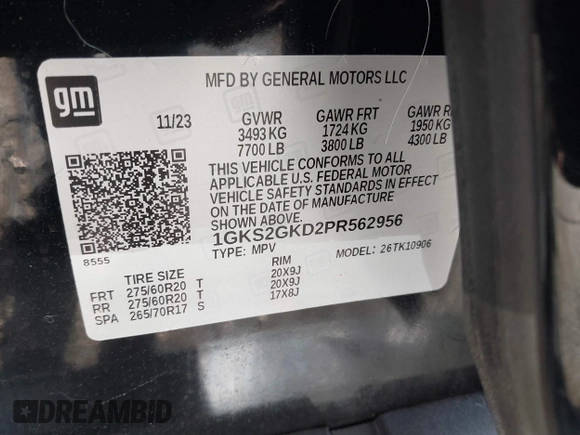 gm
MFD BY GENERAL MOTORS LLC
11/23 GVWR GAWR FRT GAWR R
3493 KG 1724 KG 1950 KG
7700 LB 3800 LB 4300 LB
THIS VEHICLE CONFORMS TO ALL
APPLICABLE U.S. FEDERAL MOTOR
VEHICLE SAFETY STANDARDS IN EFFECT
ON THE DATE OF MANUFACTURE
SHOWN ABOVE.
1GKS2GKD2PR562956
8555 TYPE: MPV MODEL: 26TK10906
TIRE SIZE RIM
FRT 275/60R20 T 20X9J
RR 275/60R20 T 20X9J
SPA 265/70R17 S 17X8J
DREAMBID